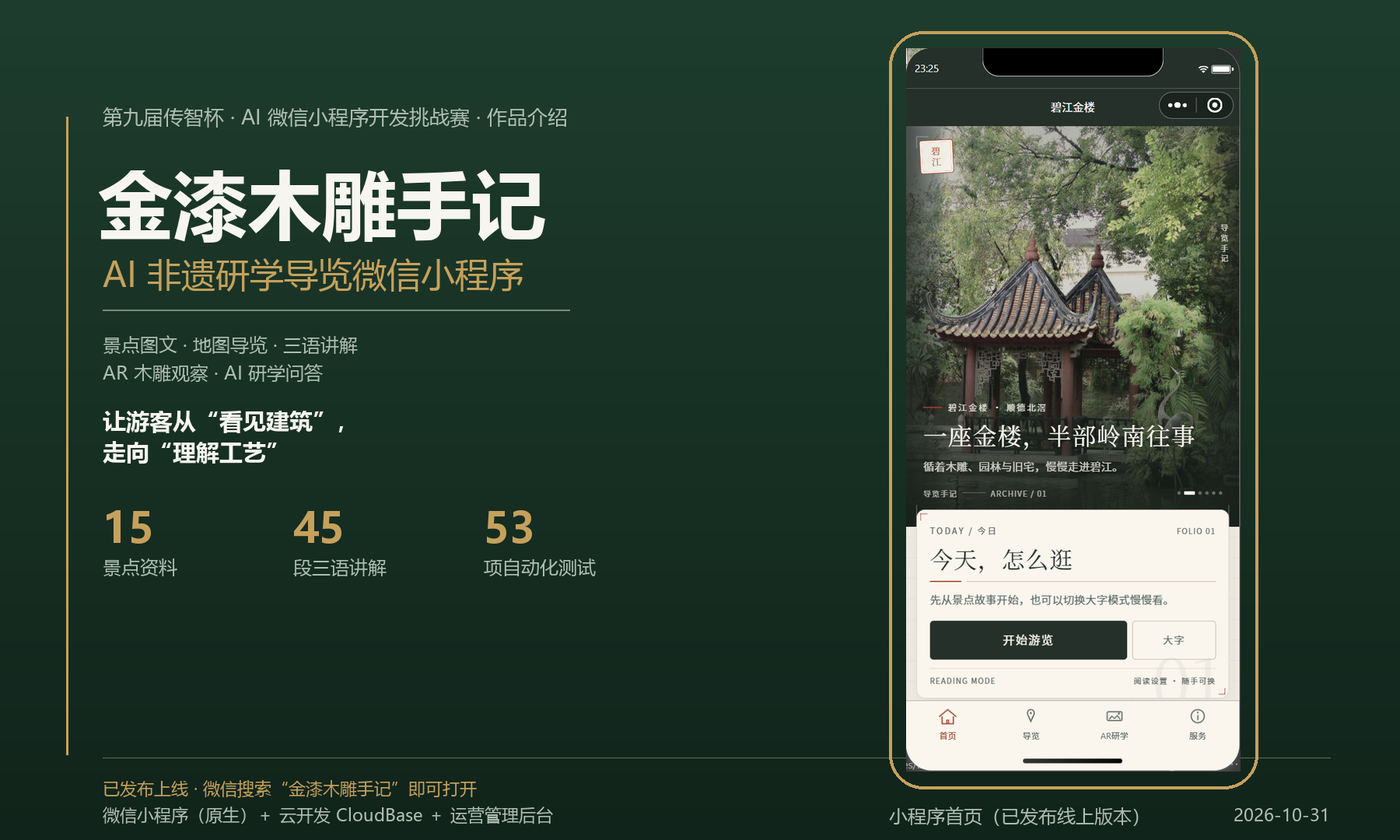 第九届传智杯 · AI 微信小程序开发挑战赛 · 作品介绍
金漆木雕手记
AI 非遗研学导览微信小程序
景点图文 · 地图导览 · 三语讲解
AR 木雕观察 · AI 研学问答
让游客从“看见建筑”，
走向“理解工艺”
15
景点资料
45
段三语讲解
53
项自动化测试
已发布上线 · 微信搜索“金漆木雕手记”即可打开
微信小程序（原生）+ 云开发 CloudBase + 运营管理后台
23:25
碧江金楼
碧江
导览手记
碧江金楼 · 顺德北滘
一座金楼，半部岭南往事
循着木雕、园林与旧宅，慢慢走进碧江。
导览手记 ARCHIVE / 01
TODAY / 今日 FOLIO 01
今天，怎么逛
先从景点故事开始，也可以切换大字模式慢慢看。
开始游览 大字
01
READING MODE 阅读设置 · 随手可换
首页 导览 AR研学 服务
小程序首页（已发布线上版本）
2026-10-31